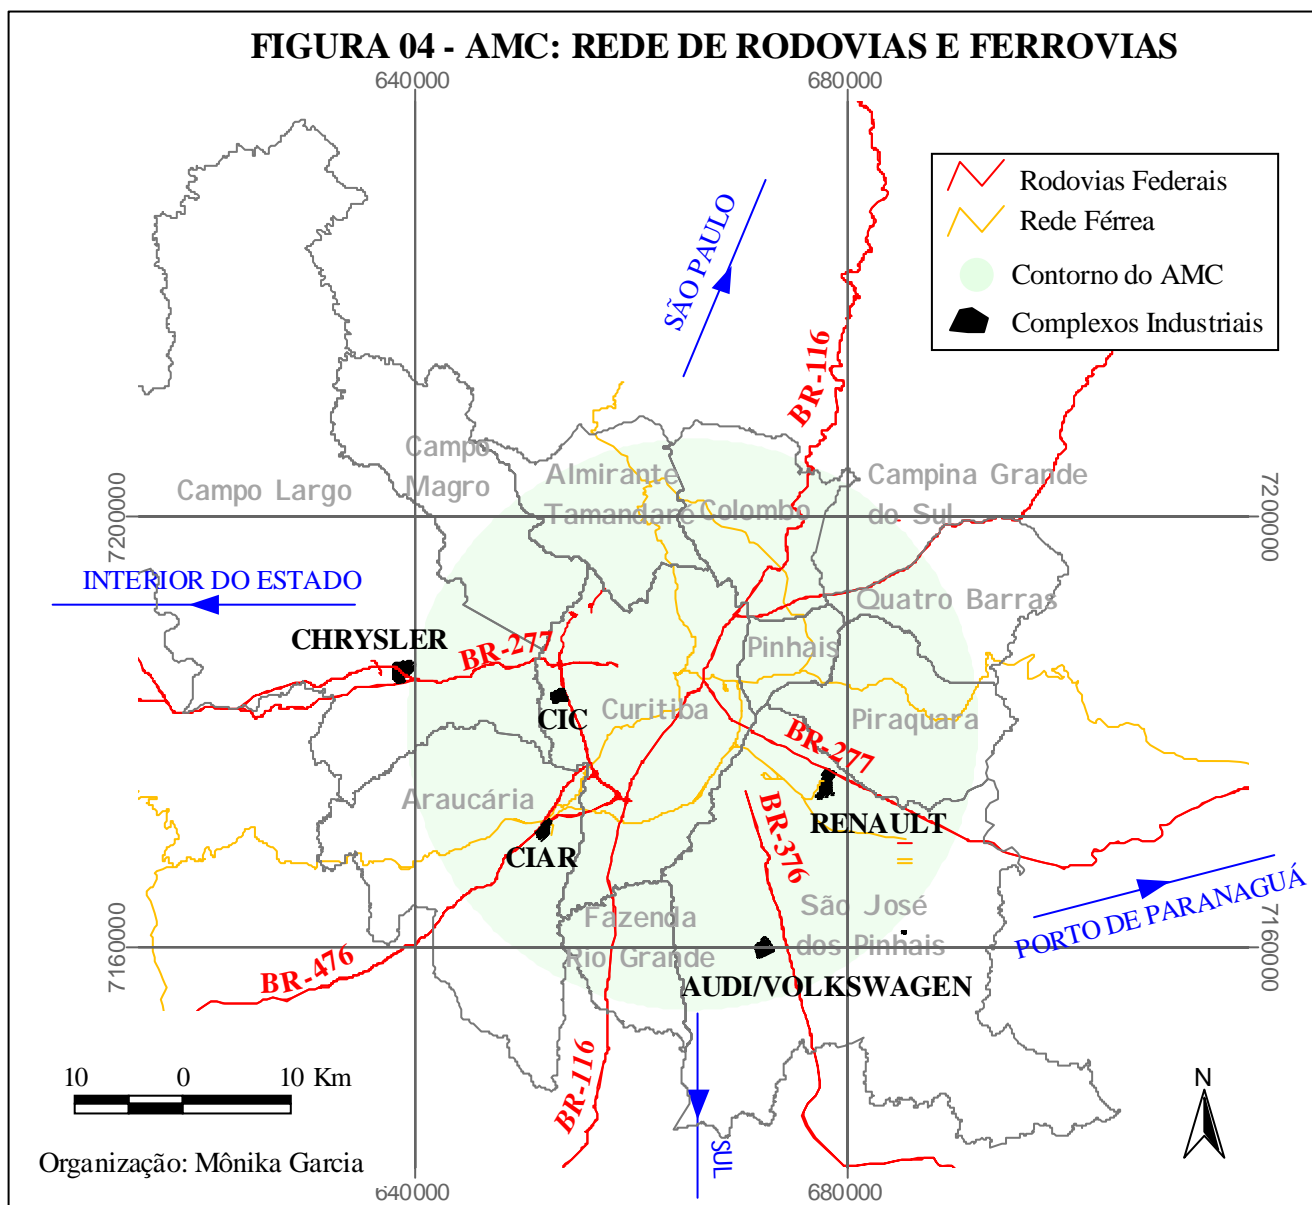 FIGURA 04 - AMC: REDE DE RODOVIAS E FERROVIAS
640000
680000
Rodovias Federais
Rede Férrea
Contorno do AMC
Complexos Industriais
SÃO PAULO
BR-116
Campo
Magro
Almirante
Tamandaré
Colombo
Campina Grande
do Sul
Campo Largo
7200000
7200000
INTERIOR DO ESTADO
Quatro Barras
CHRYSLER
BR-277
Pinhais
CIC
Curitiba
Piraquara
BR-277
Araucária
RENAULT
BR-376
CIAR
Fazenda
Rio Grande
São José
dos Pinhais
PORTO DE PARANAGUÁ
7160000
7160000
BR-476
AUDI/VOLKSWAGEN
BR-116
10 0 10 Km
N
SUL
Organização: Mônika Garcia
640000
680000